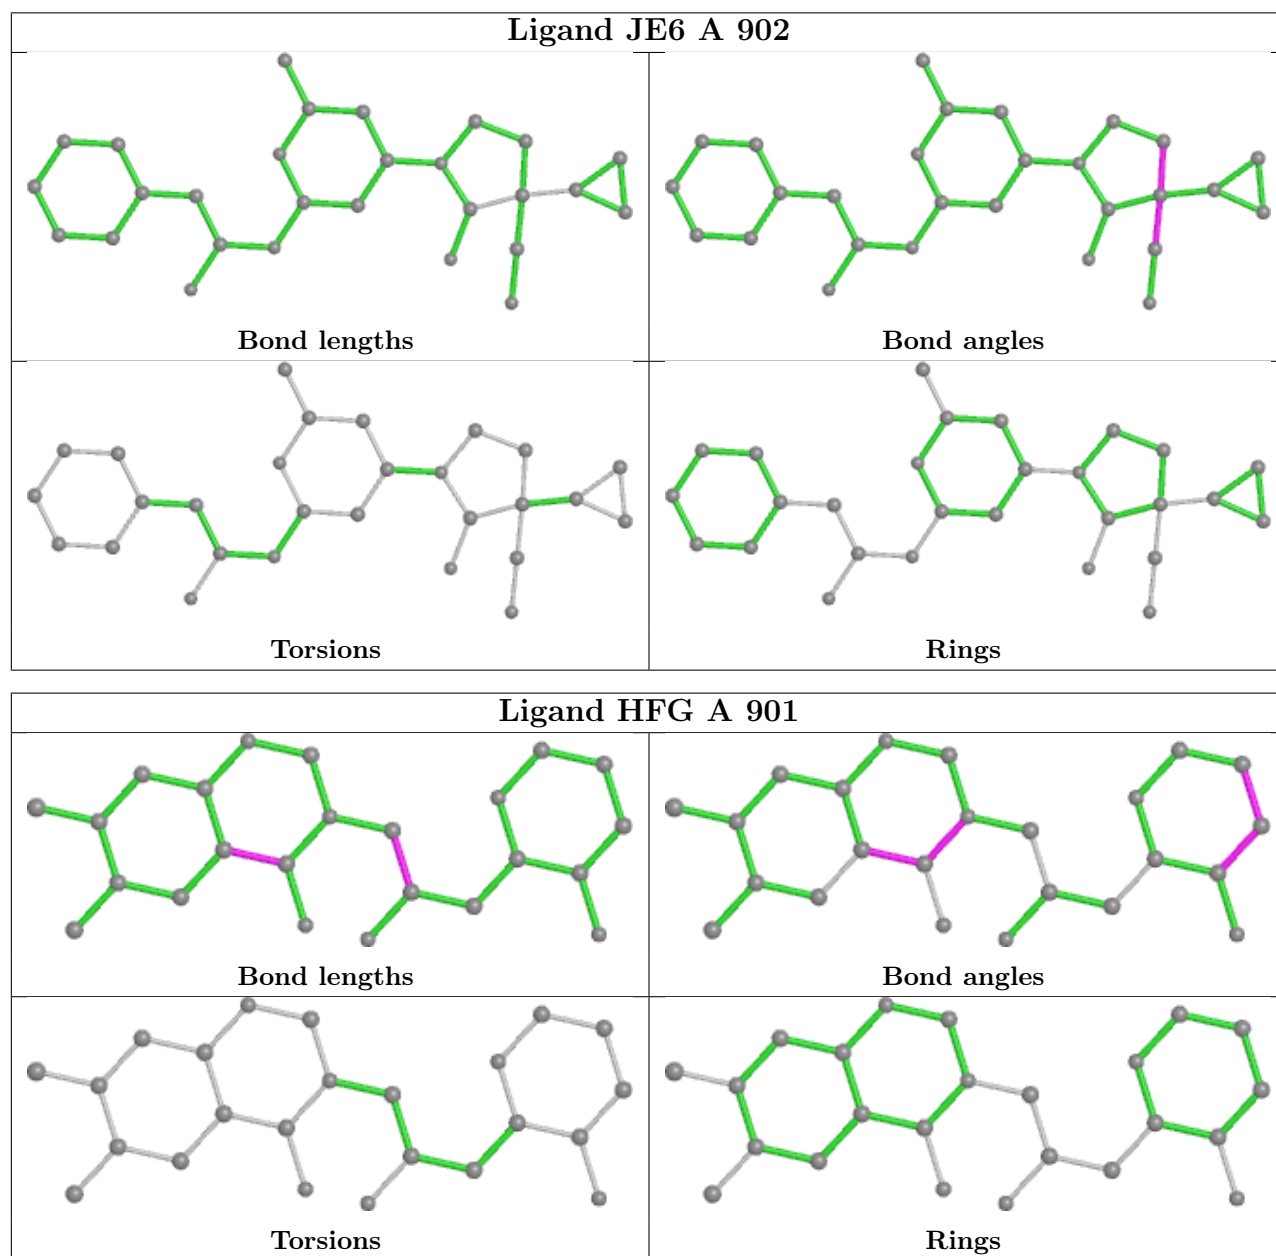 Ligand JE6 A 902
Bond lengths
Bond angles
Torsions
Rings
Ligand HFG A 901
Bond lengths
Bond angles
Torsions
Rings